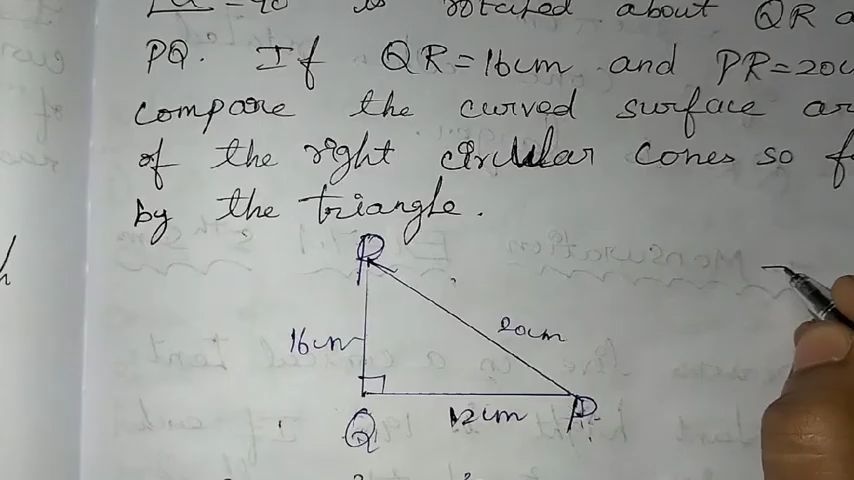 = 90 is rotated about QR a
PQ. If QR = 16cm and PR = 20c
compare the curved surface ar
of the right circular cones so f
by the triangle.
R
16cm
20cm
Q
12cm
P